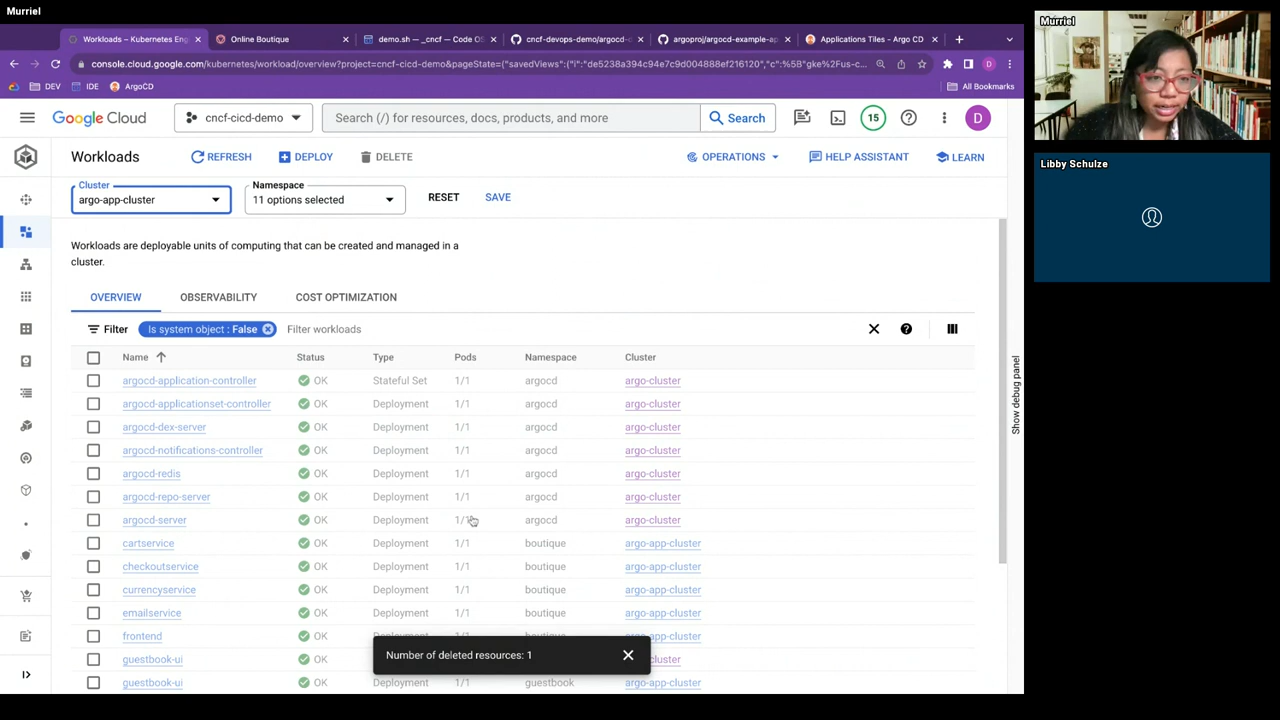 Murriel
Workloads – Kubernetes Eng
Online Boutique
demo.sh — _cncf — Code OS
cncf-devops-demo/argocd-
argoproj/argocd-example-ap
Applications Tiles - Argo CD
console.cloud.google.com/kubernetes/workload/overview?project=cncf-cicd-demo&pageState=("savedViews":("i":"de5238a394c94e7c9d004888ef216120","c":%5B"gke%2Fus-c...
DEV
IDE
ArgoCD
All Bookmarks
Google Cloud
cncf-cicd-demo
Search (/) for resources, docs, products, and more
Search
15
D
Workloads
REFRESH
DEPLOY
DELETE
OPERATIONS
HELP ASSISTANT
LEARN
Cluster
argo-app-cluster
Namespace
11 options selected
RESET
SAVE
Workloads are deployable units of computing that can be created and managed in a
cluster.
OVERVIEW
OBSERVABILITY
COST OPTIMIZATION
Filter
Is system object : False
Filter workloads
Name Status Type Pods Namespace Cluster
argocd-application-controller OK Stateful Set 1/1 argocd argo-cluster
argocd-applicationset-controller OK Deployment 1/1 argocd argo-cluster
argocd-dex-server OK Deployment 1/1 argocd argo-cluster
argocd-notifications-controller OK Deployment 1/1 argocd argo-cluster
argocd-redis OK Deployment 1/1 argocd argo-cluster
argocd-repo-server OK Deployment 1/1 argocd argo-cluster
argocd-server OK Deployment 1/1 argocd argo-cluster
cartservice OK Deployment 1/1 boutique argo-app-cluster
checkoutservice OK Deployment 1/1 boutique argo-app-cluster
currencyservice OK Deployment 1/1 boutique argo-app-cluster
emailservice OK Deployment 1/1 boutique argo-app-cluster
frontend OK Deployment 1/1 boutique argo-app-cluster
guestbook-ui OK
guestbook-ui OK Deployment 1/1 guestbook argo-app-cluster
Number of deleted resources: 1
Show debug panel
Murriel
Libby Schulze